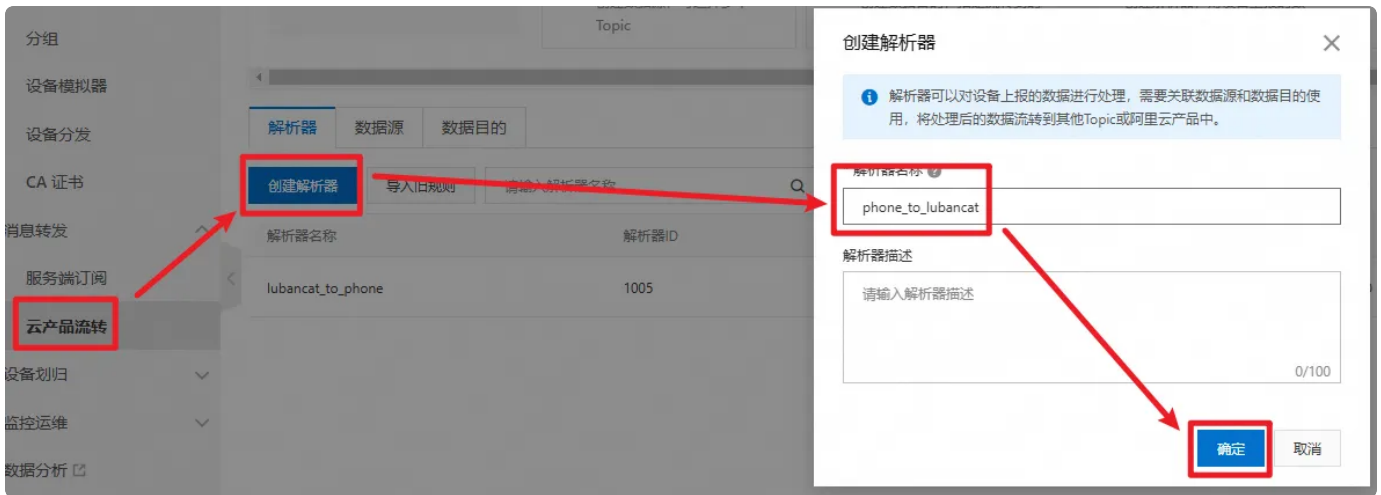 Topic
分组
设备模拟器
设备分发
CA 证书
消息转发
服务端订阅
云产品流转
设备划归
监控运维
数据分析
解析器
数据源
数据目的
创建解析器
导入旧规则
请输入解析器名称
解析器名称
解析器ID
lubancat_to_phone
1005
创建解析器
解析器可以对设备上报的数据进行处理，需要关联数据源和数据目的使
用，将处理后的数据流转到其他Topic或阿里云产品中。
解析器名称
phone_to_lubancat
解析器描述
请输入解析器描述
0/100
确定
取消